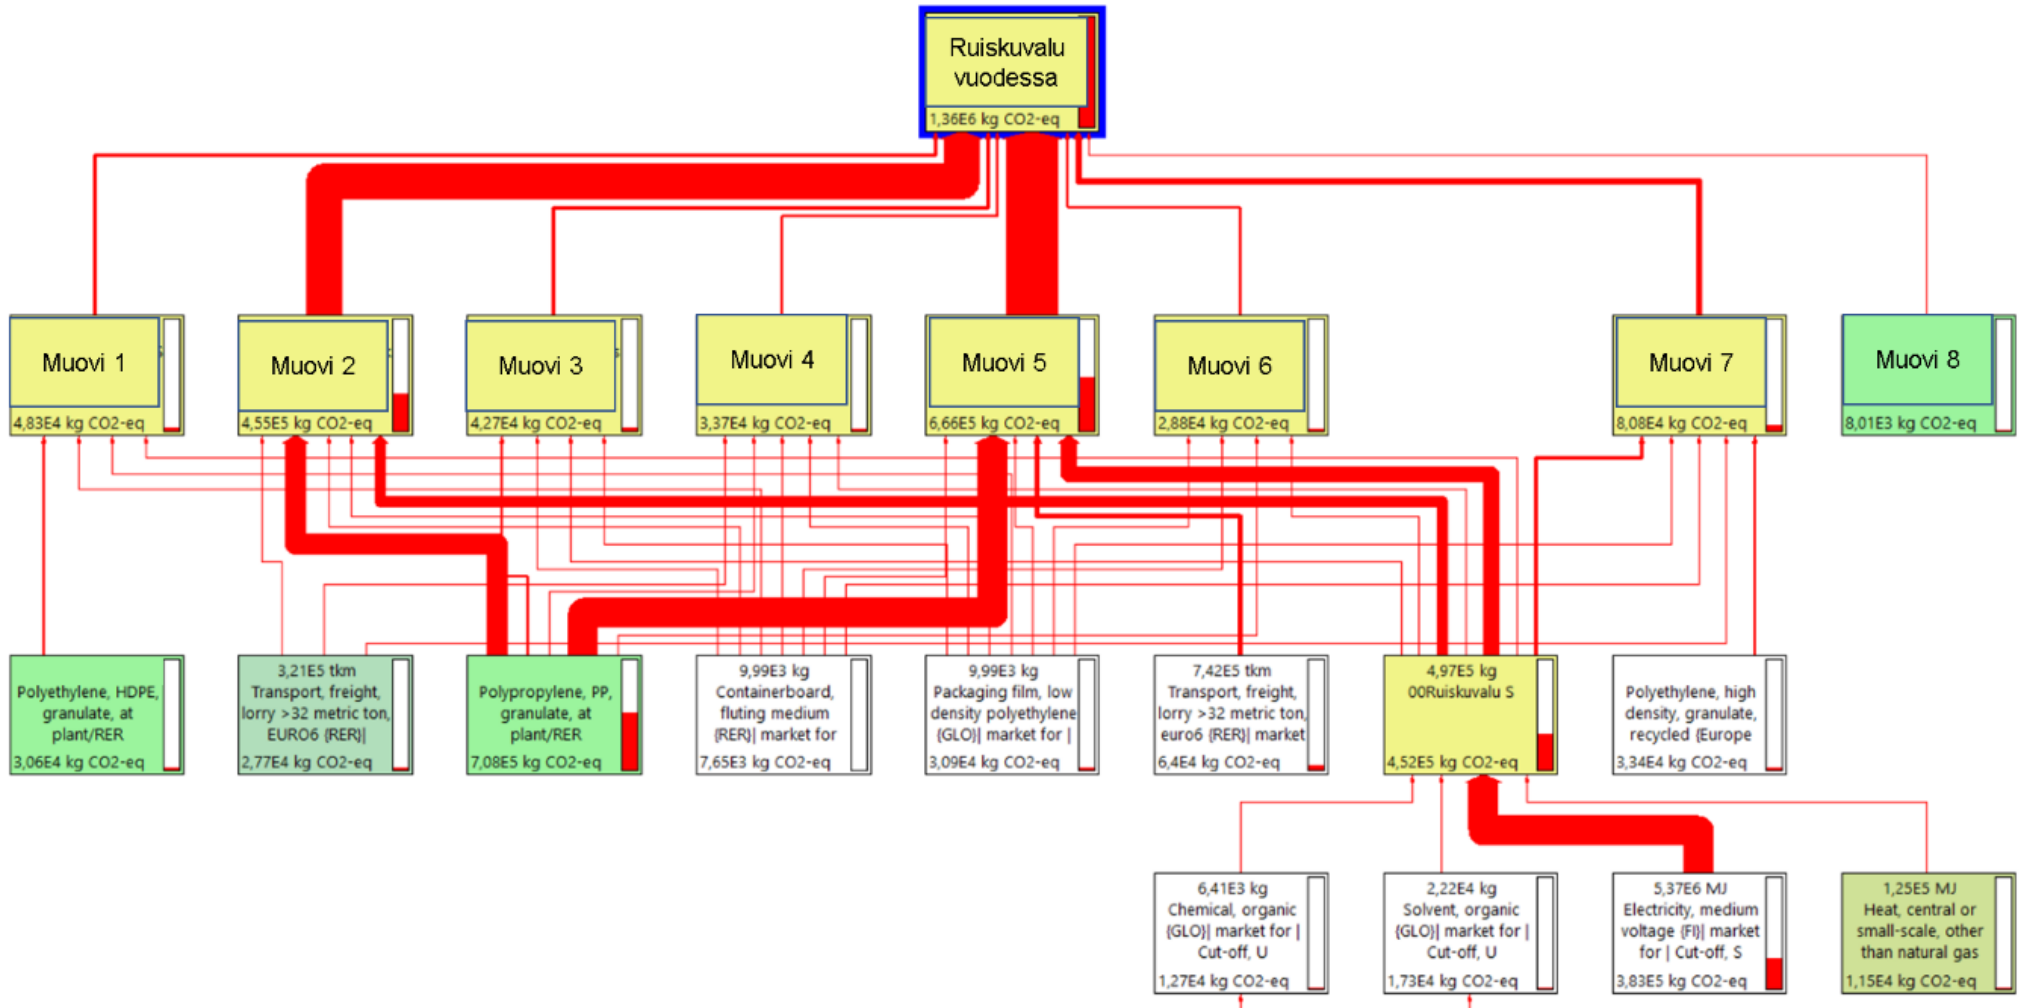 Ruiskuvalu
vuodessa
1,36E6 kg CO2-eq
Muovi 1
4,83E4 kg CO2-eq
Muovi 2
4,55E5 kg CO2-eq
Muovi 3
4,27E4 kg CO2-eq
Muovi 4
3,37E4 kg CO2-eq
Muovi 5
6,66E5 kg CO2-eq
Muovi 6
2,88E4 kg CO2-eq
Muovi 7
8,08E4 kg CO2-eq
Muovi 8
8,01E3 kg CO2-eq
Polyethylene, HDPE,
granulate, at
plant/RER
3,06E4 kg CO2-eq
3,21E5 tkm
Transport, freight,
lorry >32 metric ton,
EURO6 {RER}|
2,77E4 kg CO2-eq
Polypropylene, PP,
granulate, at
plant/RER
7,08E5 kg CO2-eq
9,99E3 kg
Containerboard,
fluting medium
{RER}| market for
7,65E3 kg CO2-eq
9,99E3 kg
Packaging film, low
density polyethylene
{GLO}| market for |
3,09E4 kg CO2-eq
7,42E5 tkm
Transport, freight,
lorry >32 metric ton,
euro6 {RER}| market
6,4E4 kg CO2-eq
4,97E5 kg
00Ruiskuvalu S
4,52E5 kg CO2-eq
Polyethylene, high
density, granulate,
recycled {Europe
3,34E4 kg CO2-eq
6,41E3 kg
Chemical, organic
{GLO}| market for |
Cut-off, U
1,27E4 kg CO2-eq
2,22E4 kg
Solvent, organic
{GLO}| market for |
Cut-off, U
1,73E4 kg CO2-eq
5,37E6 MJ
Electricity, medium
voltage {FI}| market
for | Cut-off, S
3,83E5 kg CO2-eq
1,25E5 MJ
Heat, central or
small-scale, other
than natural gas
1,15E4 kg CO2-eq